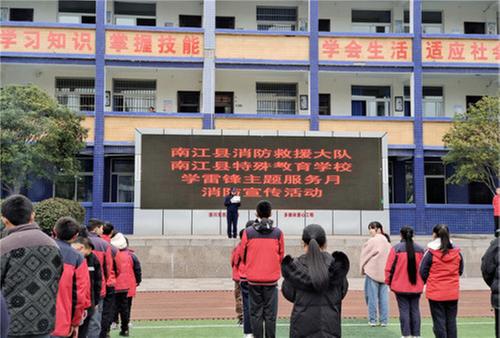 学习知识 掌握技能 学会生活 适应社会
南江县消防救援大队
南江县特殊教育学校
学雷锋主题服务月
消防宣传活动